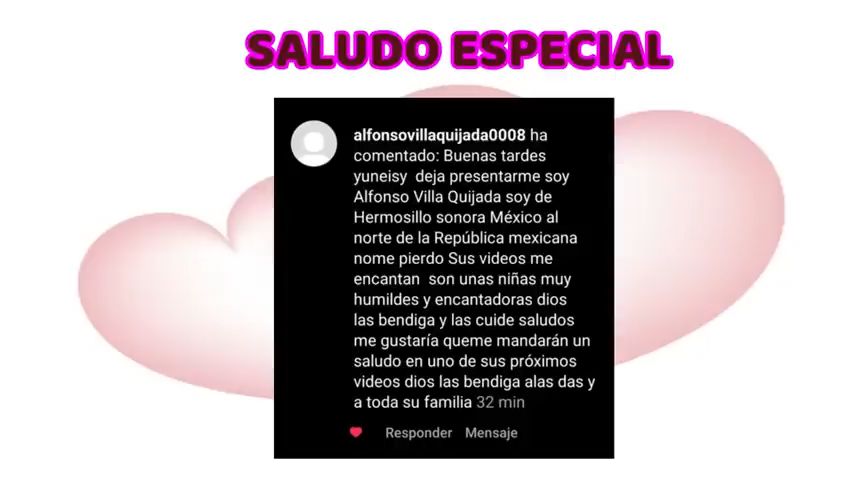 SALUDO ESPECIAL
alfonsovillaquijada0008 ha
comentado: Buenas tardes
yuneisy deja presentarme soy
Alfonso Villa Quijada soy de
Hermosillo sonora México al
norte de la República mexicana
nome pierdo Sus videos me
encantan son unas niñas muy
humildes y encantadoras dios
las bendiga y las cuide saludos
me gustaría queme mandarán un
saludo en uno de sus próximos
videos dios las bendiga alas das y
a toda su familia 32 min
Responder Mensaje